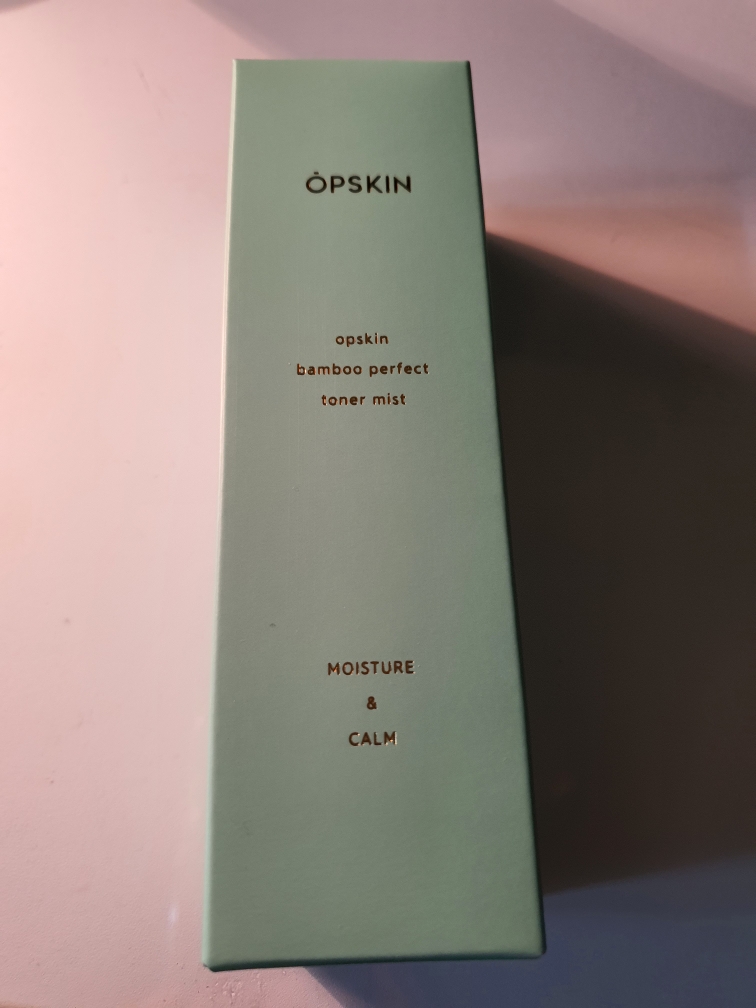 ȮPSKIN
opskin
bamboo perfect
toner mist
MOISTURE
&
CALM